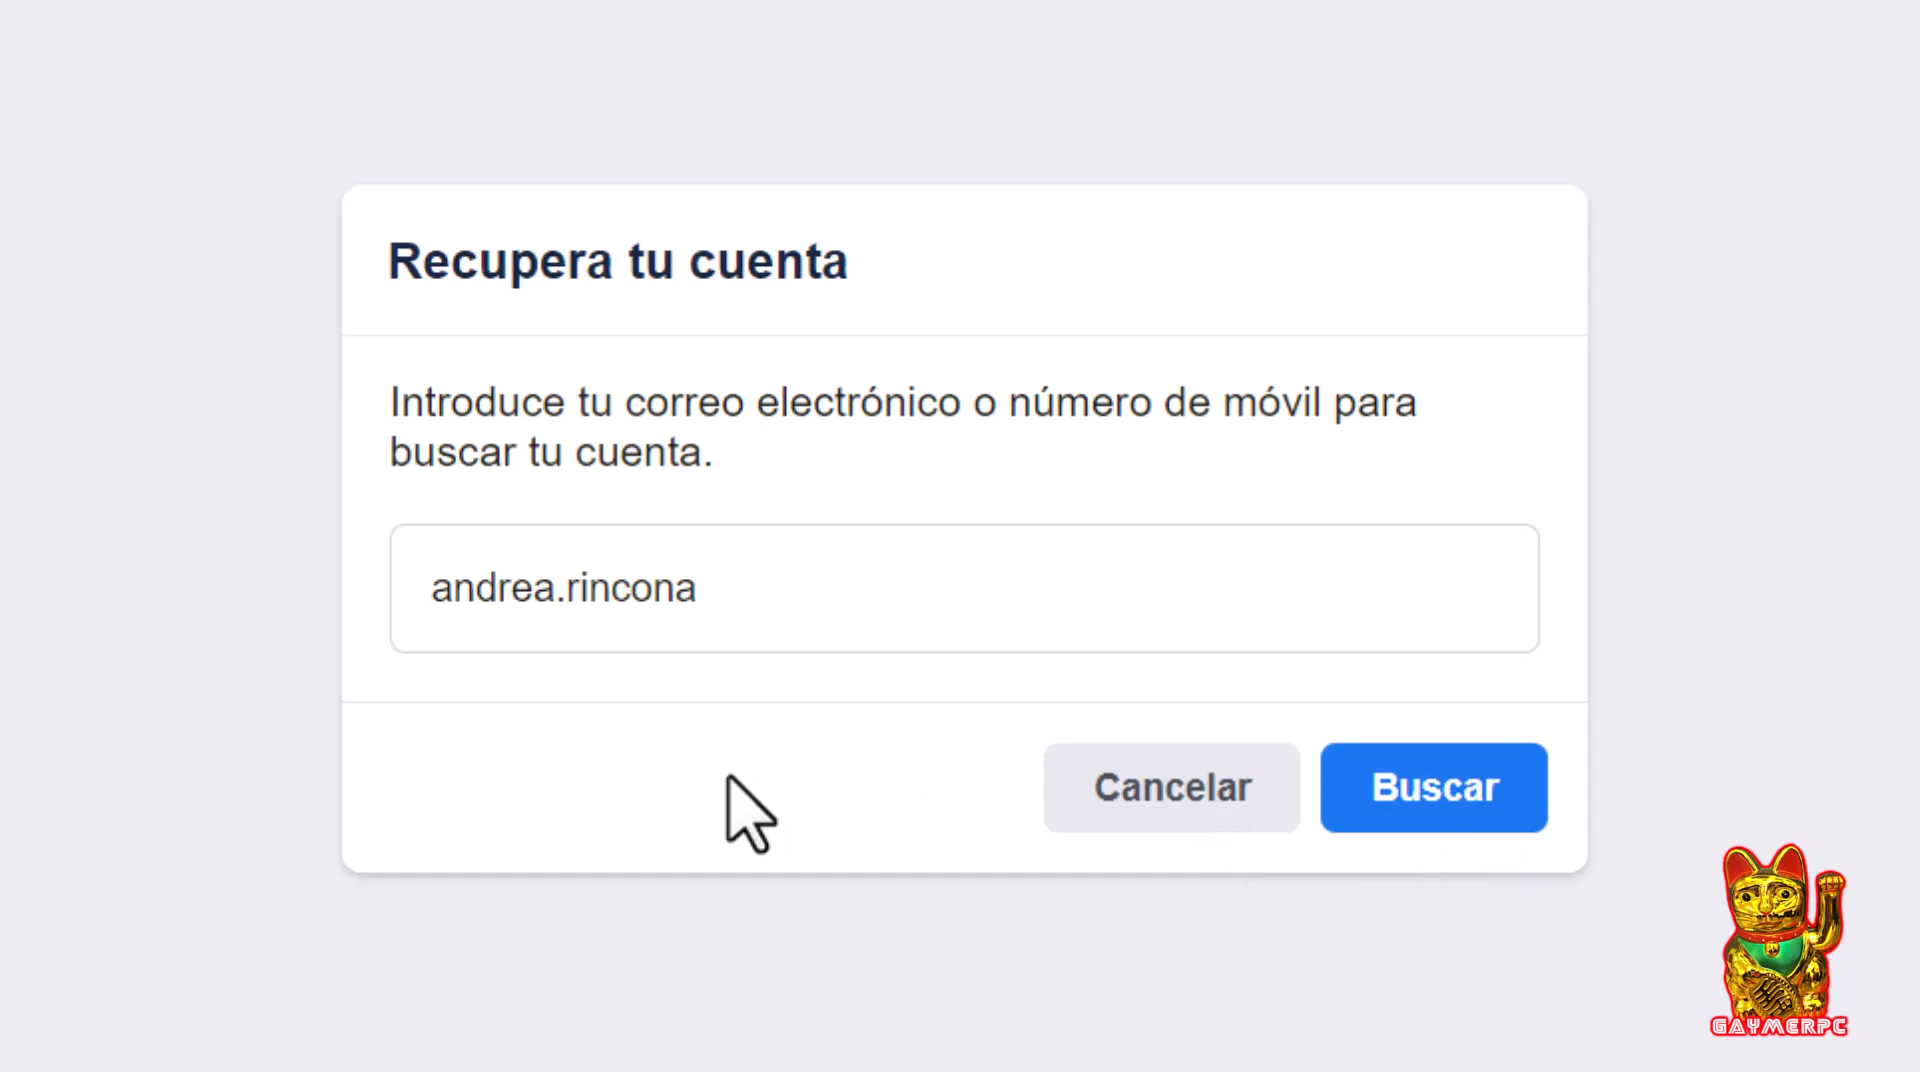 Recupera tu cuenta
Introduce tu correo electrónico o número de móvil para
buscar tu cuenta.
andrea.rincona
Cancelar
Buscar
GAYMERPC